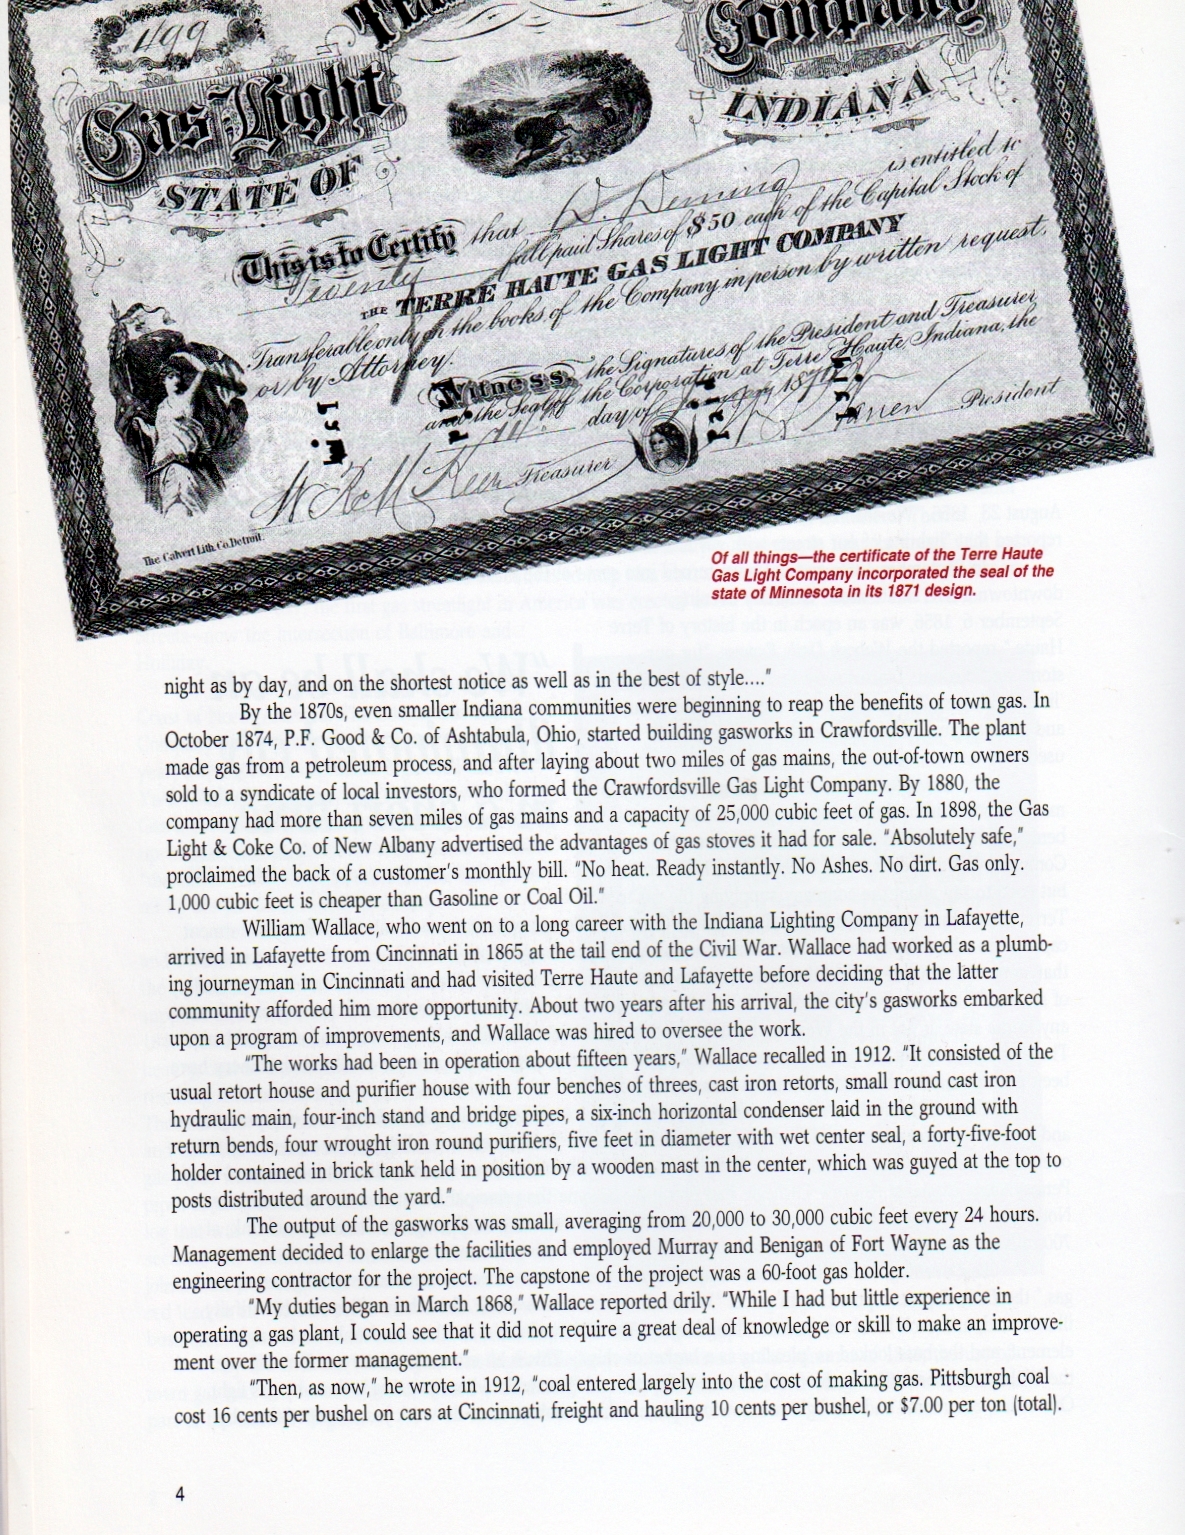 499
Company
Gas Light
INDIANA
STATE OF
This is to Certify that D. Deming is entitled to
Twenty full paid Shares of $50 each of the Capital Stock of
THE TERRE HAUTE GAS LIGHT COMPANY
Transferable only on the books of the Company in person by written request,
or by Attorney.
Witness, the Signatures of the President and Treasurer
and the Seal of the Corporation at Terre Haute Indiana, the
day of
President
Treasurer
The Calvert Lith. Co. Detroit.
Of all things—the certificate of the Terre Haute
Gas Light Company incorporated the seal of the
state of Minnesota in its 1871 design.
night as by day, and on the shortest notice as well as in the best of style...."
By the 1870s, even smaller Indiana communities were beginning to reap the benefits of town gas. In
October 1874, P.F. Good & Co. of Ashtabula, Ohio, started building gasworks in Crawfordsville. The plant
made gas from a petroleum process, and after laying about two miles of gas mains, the out-of-town owners
sold to a syndicate of local investors, who formed the Crawfordsville Gas Light Company. By 1880, the
company had more than seven miles of gas mains and a capacity of 25,000 cubic feet of gas. In 1898, the Gas
Light & Coke Co. of New Albany advertised the advantages of gas stoves it had for sale. "Absolutely safe,"
proclaimed the back of a customer's monthly bill. "No heat. Ready instantly. No Ashes. No dirt. Gas only.
1,000 cubic feet is cheaper than Gasoline or Coal Oil."
William Wallace, who went on to a long career with the Indiana Lighting Company in Lafayette,
arrived in Lafayette from Cincinnati in 1865 at the tail end of the Civil War. Wallace had worked as a plumb-
ing journeyman in Cincinnati and had visited Terre Haute and Lafayette before deciding that the latter
community afforded him more opportunity. About two years after his arrival, the city's gasworks embarked
upon a program of improvements, and Wallace was hired to oversee the work.
"The works had been in operation about fifteen years," Wallace recalled in 1912. "It consisted of the
usual retort house and purifier house with four benches of threes, cast iron retorts, small round cast iron
hydraulic main, four-inch stand and bridge pipes, a six-inch horizontal condenser laid in the ground with
return bends, four wrought iron round purifiers, five feet in diameter with wet center seal, a forty-five-foot
holder contained in brick tank held in position by a wooden mast in the center, which was guyed at the top to
posts distributed around the yard."
The output of the gasworks was small, averaging from 20,000 to 30,000 cubic feet every 24 hours.
Management decided to enlarge the facilities and employed Murray and Benigan of Fort Wayne as the
engineering contractor for the project. The capstone of the project was a 60-foot gas holder.
"My duties began in March 1868," Wallace reported drily. "While I had but little experience in
operating a gas plant, I could see that it did not require a great deal of knowledge or skill to make an improve-
ment over the former management."
"Then, as now," he wrote in 1912, "coal entered largely into the cost of making gas. Pittsburgh coal
cost 16 cents per bushel on cars at Cincinnati, freight and hauling 10 cents per bushel, or $7.00 per ton (total).
4